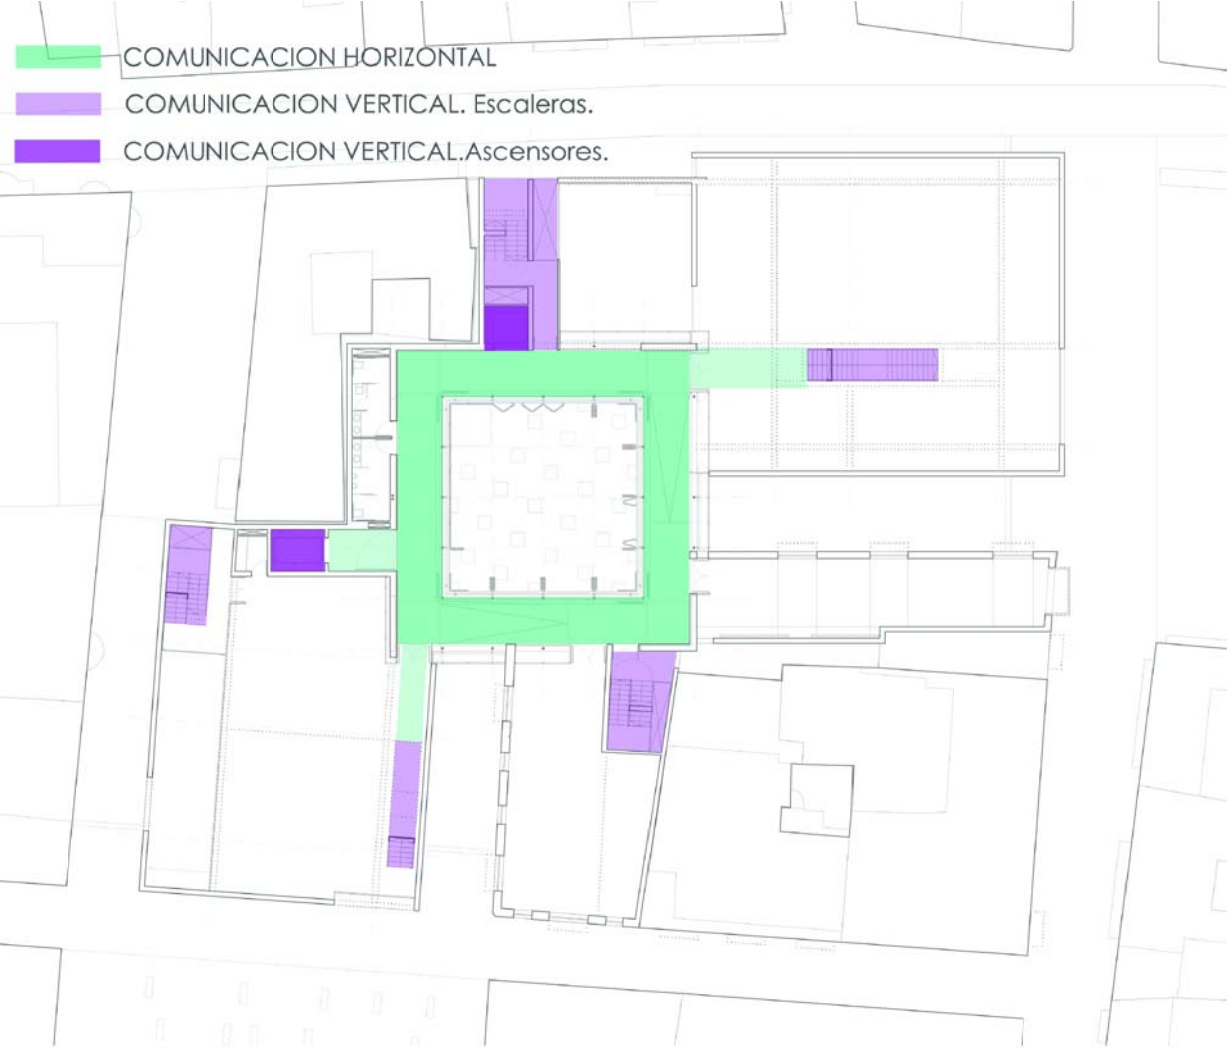 COMUNICACION HORIZONTAL
COMUNICACION VERTICAL. Escaleras.
COMUNICACION VERTICAL.Ascensores.